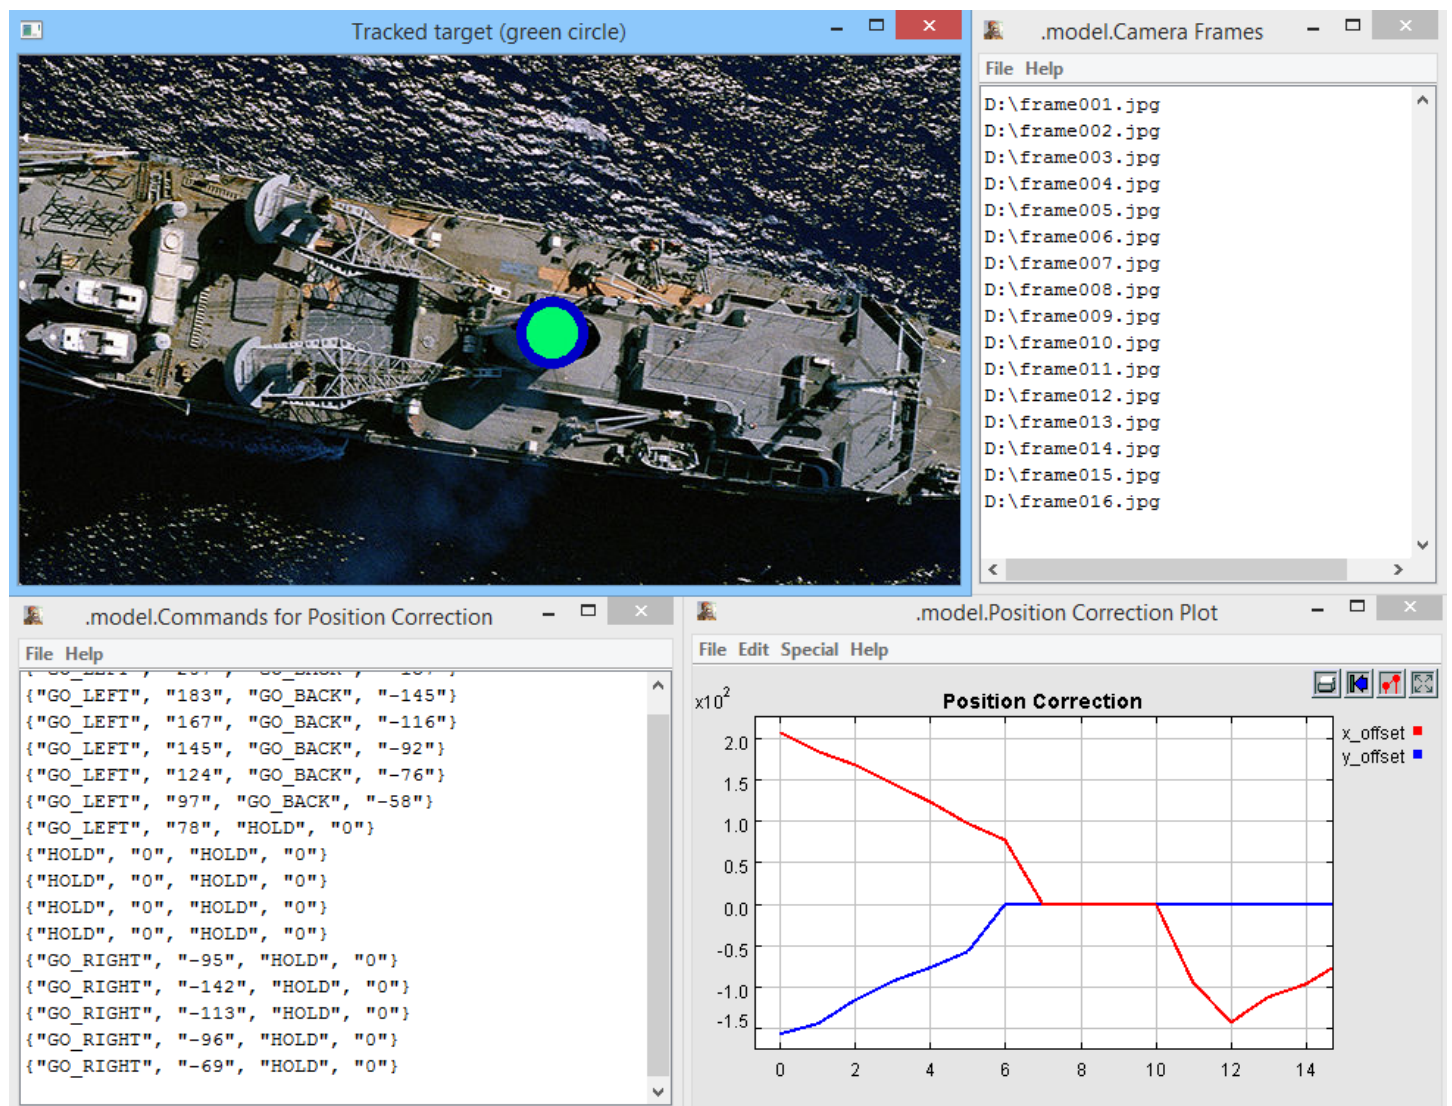 Tracked target (green circle)
.model.Camera Frames
File Help
D:\frame001.jpg
D:\frame002.jpg
D:\frame003.jpg
D:\frame004.jpg
D:\frame005.jpg
D:\frame006.jpg
D:\frame007.jpg
D:\frame008.jpg
D:\frame009.jpg
D:\frame010.jpg
D:\frame011.jpg
D:\frame012.jpg
D:\frame013.jpg
D:\frame014.jpg
D:\frame015.jpg
D:\frame016.jpg
.model.Commands for Position Correction
File Help
{"GO_LEFT", "183", "GO_BACK", "-145"}
{"GO_LEFT", "167", "GO_BACK", "-116"}
{"GO_LEFT", "145", "GO_BACK", "-92"}
{"GO_LEFT", "124", "GO_BACK", "-76"}
{"GO_LEFT", "97", "GO_BACK", "-58"}
{"GO_LEFT", "78", "HOLD", "0"}
{"HOLD", "0", "HOLD", "0"}
{"HOLD", "0", "HOLD", "0"}
{"HOLD", "0", "HOLD", "0"}
{"HOLD", "0", "HOLD", "0"}
{"GO_RIGHT", "-95", "HOLD", "0"}
{"GO_RIGHT", "-142", "HOLD", "0"}
{"GO_RIGHT", "-113", "HOLD", "0"}
{"GO_RIGHT", "-96", "HOLD", "0"}
{"GO_RIGHT", "-69", "HOLD", "0"}
.model.Position Correction Plot
File Edit Special Help
x10^2
Position Correction
x_offset
y_offset
2.0
1.5
1.0
0.5
0.0
-0.5
-1.0
-1.5
0 2 4 6 8 10 12 14